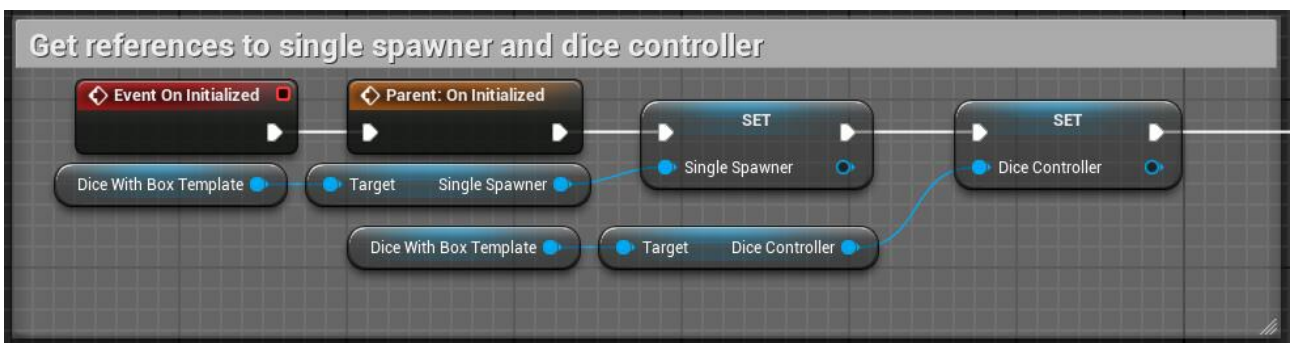 Get references to single spawner and dice controller
Event On Initialized
Parent: On Initialized
SET
SET
Single Spawner
Dice Controller
Dice With Box Template
Target Single Spawner
Dice With Box Template
Target Dice Controller